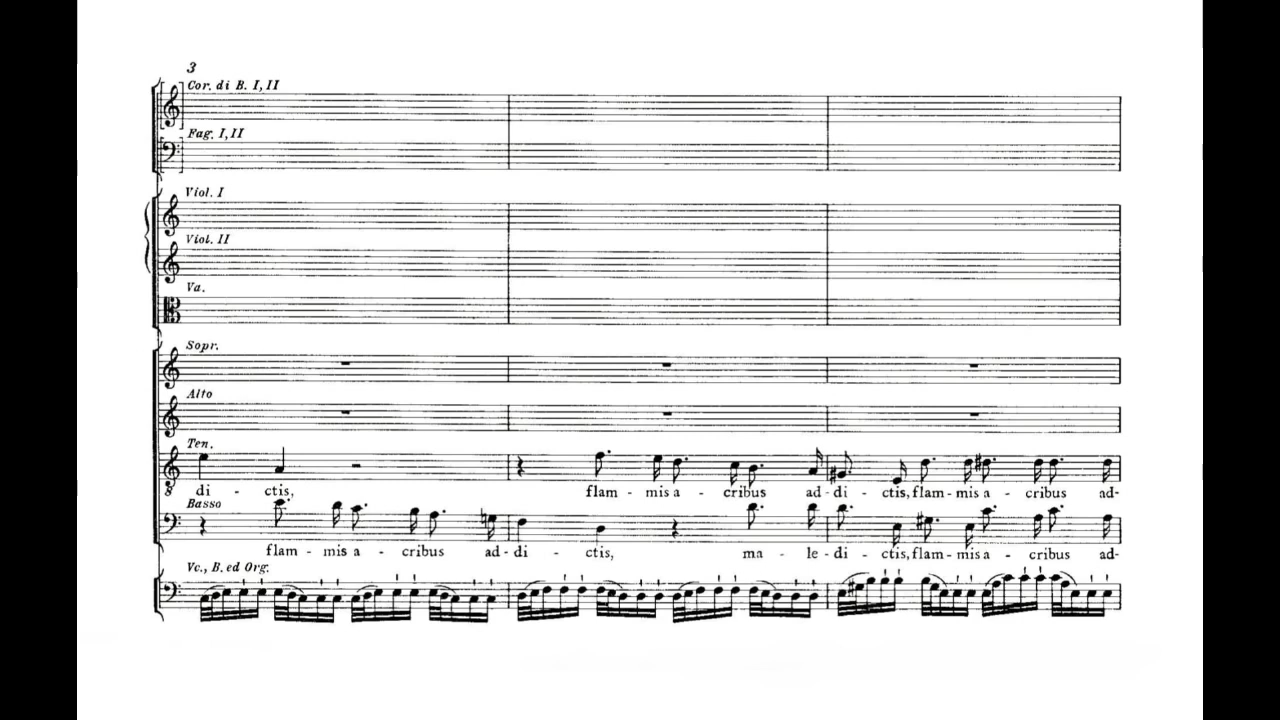 3
Cor. di B. I, II
Fag. I, II
Viol. I
Viol. II
Va.
Sopr.
Alto
Ten.
8
di - ctis, flam - mis a - cribus ad - di - ctis, flam - mis a - cribus ad-
Basso
flam - mis a - cribus ad - di - ctis, ma - le - di - ctis, flam - mis a - cribus ad-
Vc., B. ed Org.